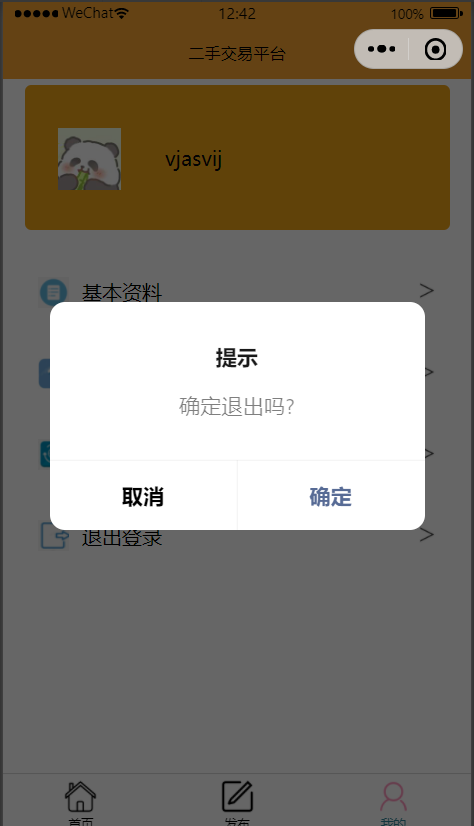 WeChat 12:42 100%
二手交易平台
vjasvij
基本资料 >
>
>
提示
确定退出吗?
取消 确定
退出登录 >
首页 发布 我的